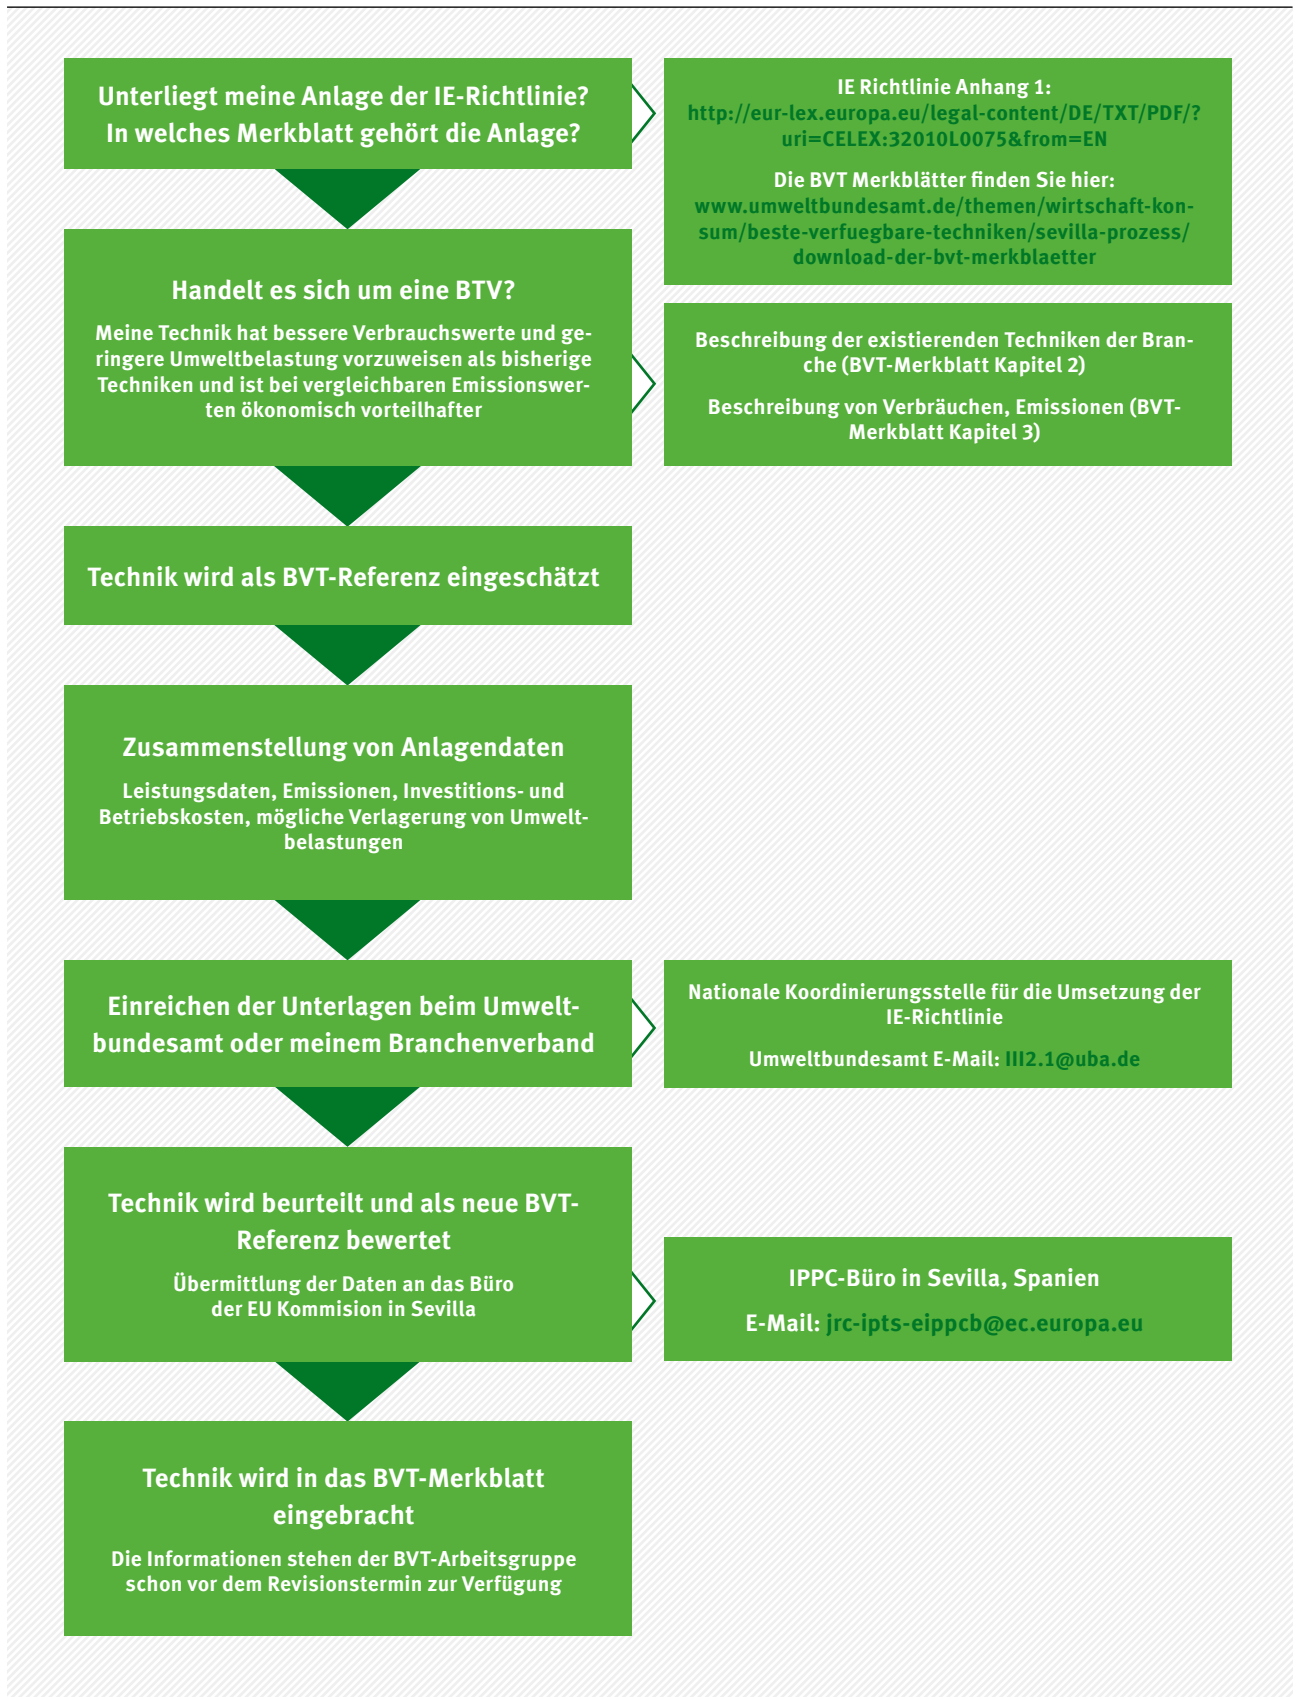 Unterliegt meine Anlage der IE-Richtlinie?
In welches Merkblatt gehört die Anlage?
IE Richtlinie Anhang 1:
http://eur-lex.europa.eu/legal-content/DE/TXT/PDF/?
uri=CELEX:32010L0075&from=EN
Die BVT Merkblätter finden Sie hier:
www.umweltbundesamt.de/themen/wirtschaft-kon-
sum/beste-verfuegbare-techniken/sevilla-prozess/
download-der-bvt-merkblaetter
Handelt es sich um eine BTV?
Meine Technik hat bessere Verbrauchswerte und ge-
ringere Umweltbelastung vorzuweisen als bisherige
Techniken und ist bei vergleichbaren Emissionswer-
ten ökonomisch vorteilhafter
Beschreibung der existierenden Techniken der Bran-
che (BVT-Merkblatt Kapitel 2)
Beschreibung von Verbräuchen, Emissionen (BVT-
Merkblatt Kapitel 3)
Technik wird als BVT-Referenz eingeschätzt
Zusammenstellung von Anlagendaten
Leistungsdaten, Emissionen, Investitions- und
Betriebskosten, mögliche Verlagerung von Umwelt-
belastungen
Einreichen der Unterlagen beim Umwelt-
bundesamt oder meinem Branchenverband
Nationale Koordinierungsstelle für die Umsetzung der
IE-Richtlinie
Umweltbundesamt E-Mail: III2.1@uba.de
Technik wird beurteilt und als neue BVT-
Referenz bewertet
Übermittlung der Daten an das Büro
der EU Kommision in Sevilla
IPPC-Büro in Sevilla, Spanien
E-Mail: jrc-ipts-eippcb@ec.europa.eu
Technik wird in das BVT-Merkblatt
eingebracht
Die Informationen stehen der BVT-Arbeitsgruppe
schon vor dem Revisionstermin zur Verfügung